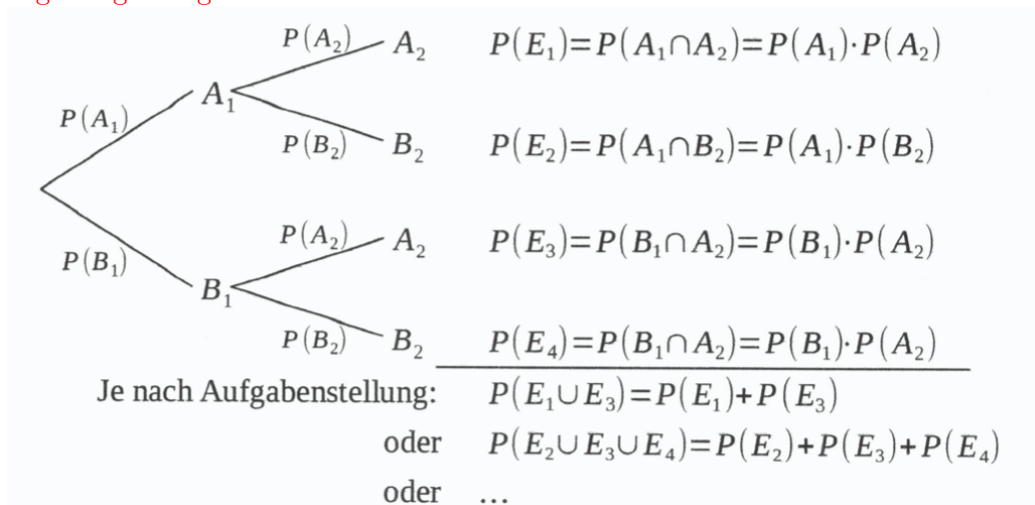 P(A₂) A₂ P(E₁)=P(A₁∩A₂)=P(A₁)·P(A₂)
P(A₁) A₁
P(B₂) B₂ P(E₂)=P(A₁∩B₂)=P(A₁)·P(B₂)
P(A₂) A₂ P(E₃)=P(B₁∩A₂)=P(B₁)·P(A₂)
P(B₁) B₁
P(B₂) B₂ P(E₄)=P(B₁∩A₂)=P(B₁)·P(A₂)
Je nach Aufgabenstellung: P(E₁∪E₃)=P(E₁)+P(E₃)
oder P(E₂∪E₃∪E₄)=P(E₂)+P(E₃)+P(E₄)
oder ...